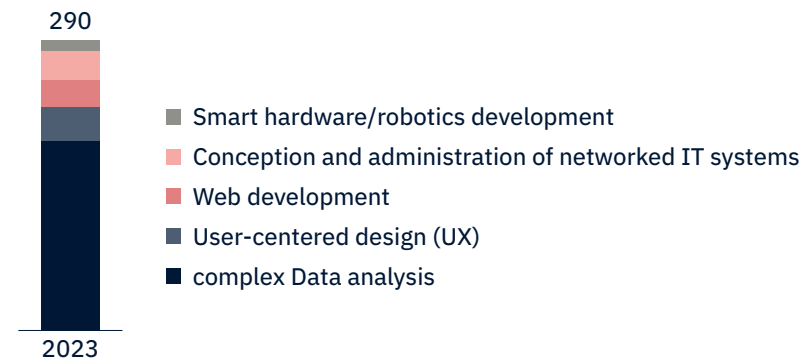 290
Smart hardware/robotics development
Conception and administration of networked IT systems
Web development
User-centered design (UX)
complex Data analysis
2023